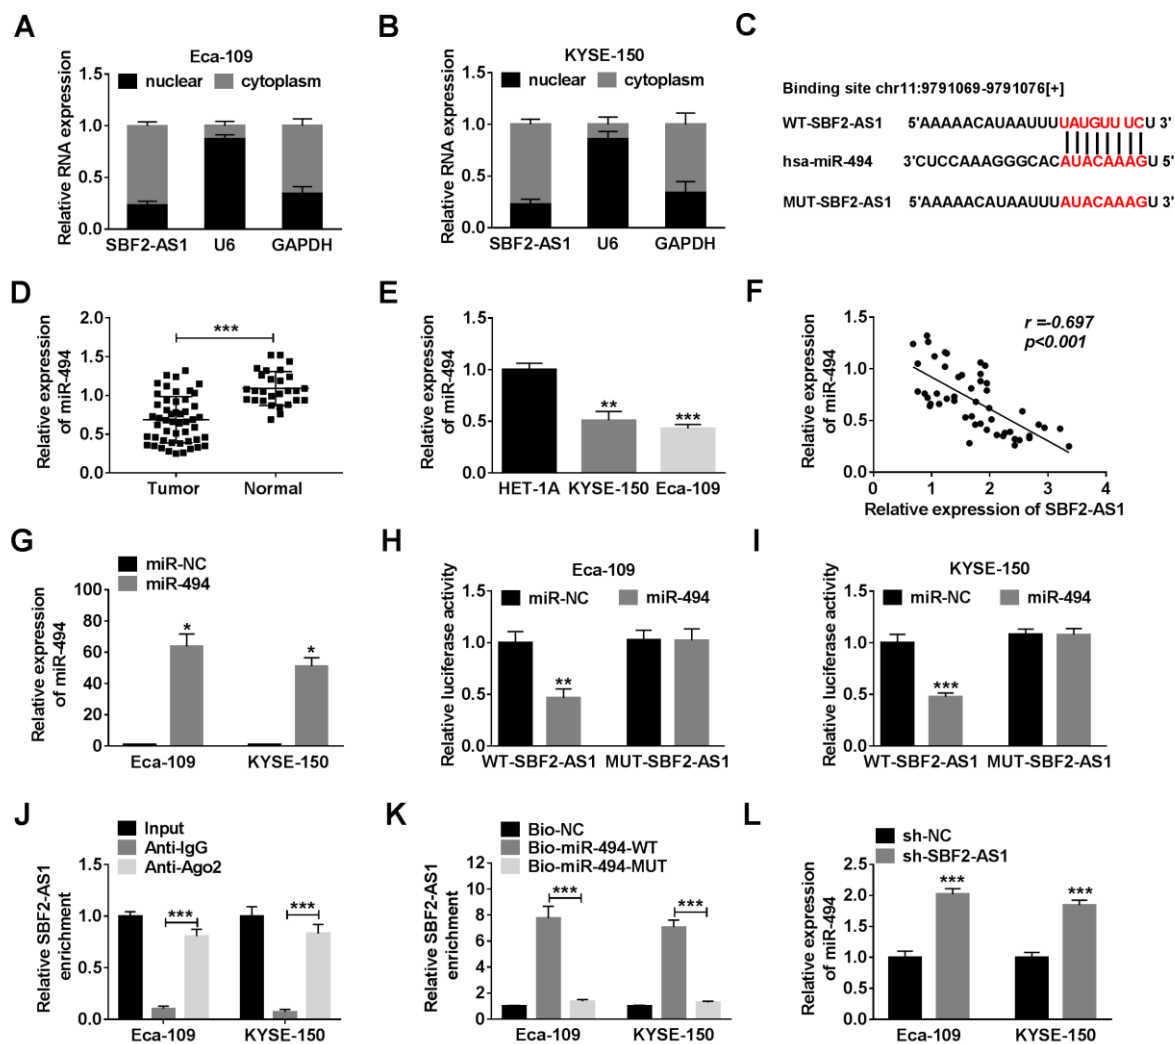 A
Eca-109
nuclear cytoplasm
Relative RNA expression
1.5
1.0
0.5
0.0
SBF2-AS1 U6 GAPDH
B
KYSE-150
nuclear cytoplasm
Relative RNA expression
1.5
1.0
0.5
0.0
SBF2-AS1 U6 GAPDH
C
Binding site chr11:9791069-9791076[+]
WT-SBF2-AS1 5'AAAAACAUAAUUUUAUGUU UCU 3'
hsa-miR-494 3'CUCCAAAGGGCACAUACAAAGU 5'
MUT-SBF2-AS1 5'AAAAACAUAAUUUAUACAAAGU 3'
D
Relative expression
of miR-494
2.0
1.5
1.0
0.5
0.0
***
Tumor Normal
E
Relative expression
of miR-494
1.5
1.0
0.5
0.0
** ***
HET-1A KYSE-150 Eca-109
F
Relative expression
of miR-494
1.5
1.0
0.5
0.0
r =-0.697
p<0.001
0 1 2 3 4
Relative expression of SBF2-AS1
G
miR-NC
miR-494
Relative expression
of miR-494
100
80
60
40
20
0
* *
Eca-109 KYSE-150
H
Eca-109
miR-NC miR-494
Relative luciferase activity
1.5
1.0
0.5
0.0
**
WT-SBF2-AS1 MUT-SBF2-AS1
I
KYSE-150
miR-NC miR-494
Relative luciferase activity
1.5
1.0
0.5
0.0
***
WT-SBF2-AS1 MUT-SBF2-AS1
J
Input
Anti-IgG
Anti-Ago2
Relative SBF2-AS1
enrichment
1.5
1.0
0.5
0.0
*** ***
Eca-109 KYSE-150
K
Bio-NC
Bio-miR-494-WT
Bio-miR-494-MUT
Relative SBF2-AS1
enrichment
12
10
8
6
4
2
0
*** ***
Eca-109 KYSE-150
L
sh-NC
sh-SBF2-AS1
Relative expression
of miR-494
2.5
2.0
1.5
1.0
0.5
0.0
*** ***
Eca-109 KYSE-150